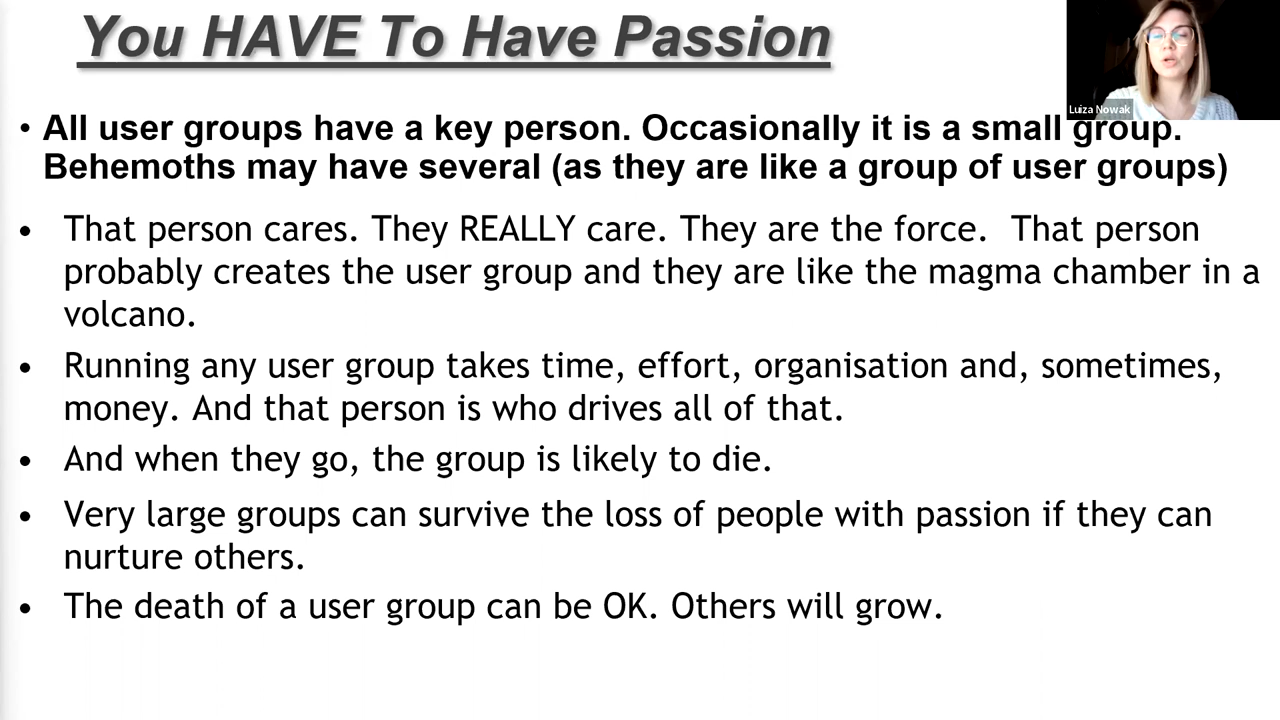 You HAVE To Have Passion
Luiza Nowak
• All user groups have a key person. Occasionally it is a small group.
Behemoths may have several (as they are like a group of user groups)
• That person cares. They REALLY care. They are the force.  That person
probably creates the user group and they are like the magma chamber in a
volcano.
• Running any user group takes time, effort, organisation and, sometimes,
money. And that person is who drives all of that.
• And when they go, the group is likely to die.
• Very large groups can survive the loss of people with passion if they can
nurture others.
• The death of a user group can be OK. Others will grow.